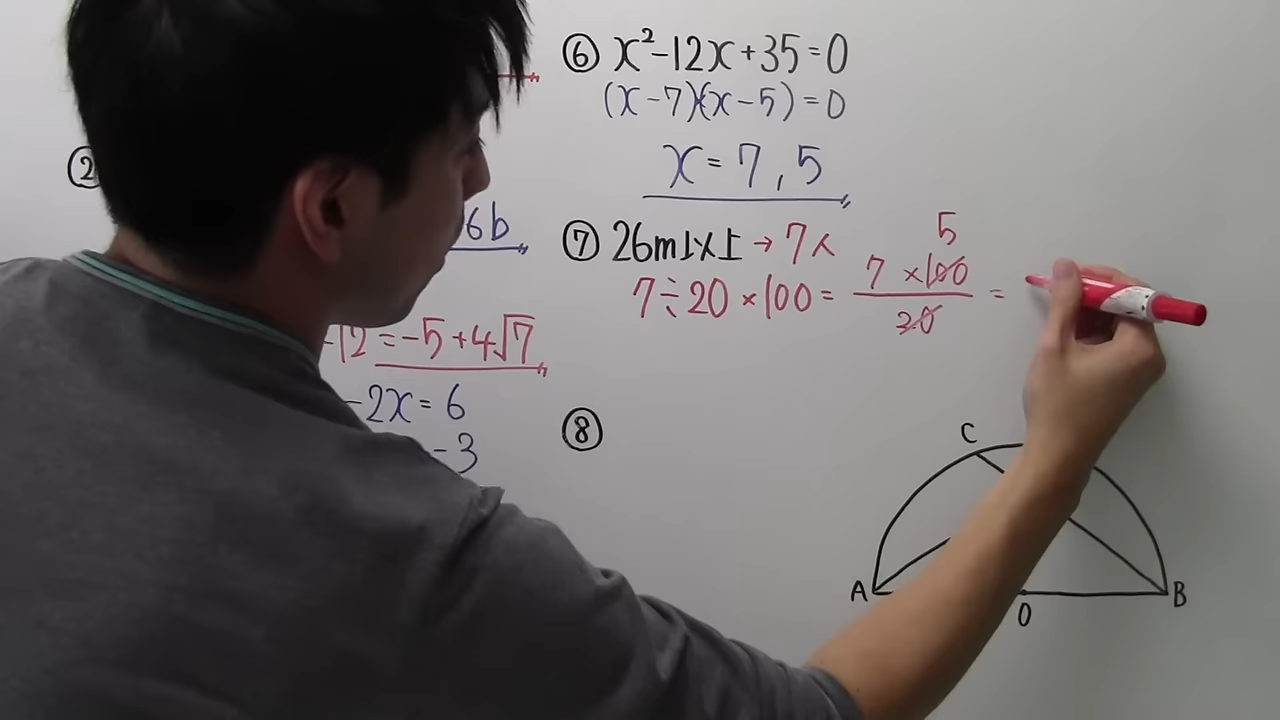 ②
6b
-12 = -5 + 4√7
-2x = 6
-3
⑥ x² - 12x + 35 = 0
(x - 7)(x - 5) = 0
x = 7, 5
⑦ 26m以上 → 7人
7 ÷ 20 × 100 = 7 × 100 / 20 =
5
⑧
C
A
B
O